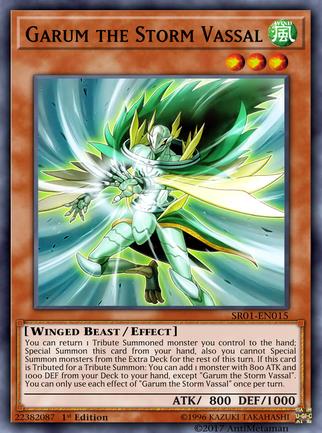 Garum the Storm Vassal
WIND
風
SR01-EN015
[Winged Beast / Effect]
You can return 1 Tribute Summoned monster you control to the hand;
Special Summon this card from your hand, also you cannot Special
Summon monsters from the Extra Deck for the rest of this turn. If this card
is Tributed for a Tribute Summon: You can add 1 monster with 800 ATK and
1000 DEF from your Deck to your hand, except "Garum the Storm Vassal".
You can only use each effect of "Garum the Storm Vassal" once per turn.
ATK/ 800 DEF/1000
22382087 1st Edition ©1996 KAZUKI TAKAHASHI
©2017 AntiMetaman